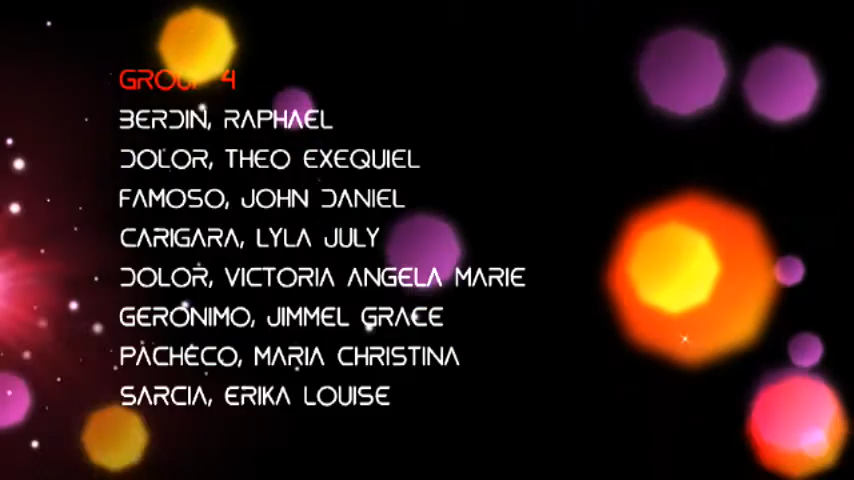 GROUP 4
BERDIN, RAPHAEL
DOLOR, THEO EXEQUIEL
FAMOSO, JOHN DANIEL
CARIGARA, LYLA JULY
DOLOR, VICTORIA ANGELA MARIE
GERONIMO, JIMMEL GRACE
PACHECO, MARIA CHRISTINA
SARCIA, ERIKA LOUISE